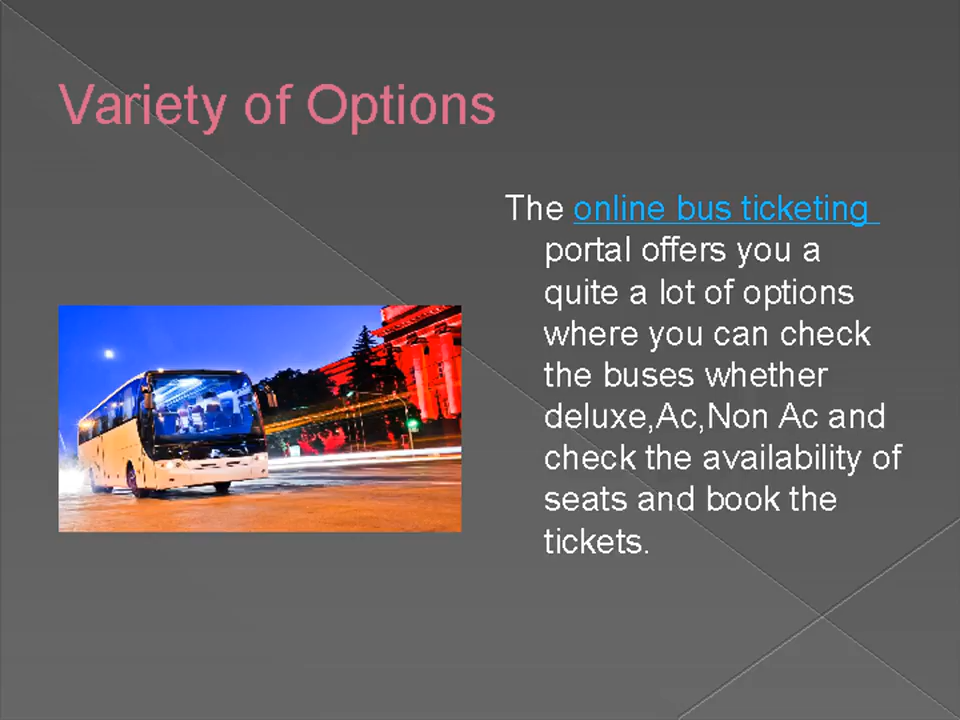 Variety of Options
The online bus ticketing
portal offers you a
quite a lot of options
where you can check
the buses whether
deluxe,Ac,Non Ac and
check the availability of
seats and book the
tickets.